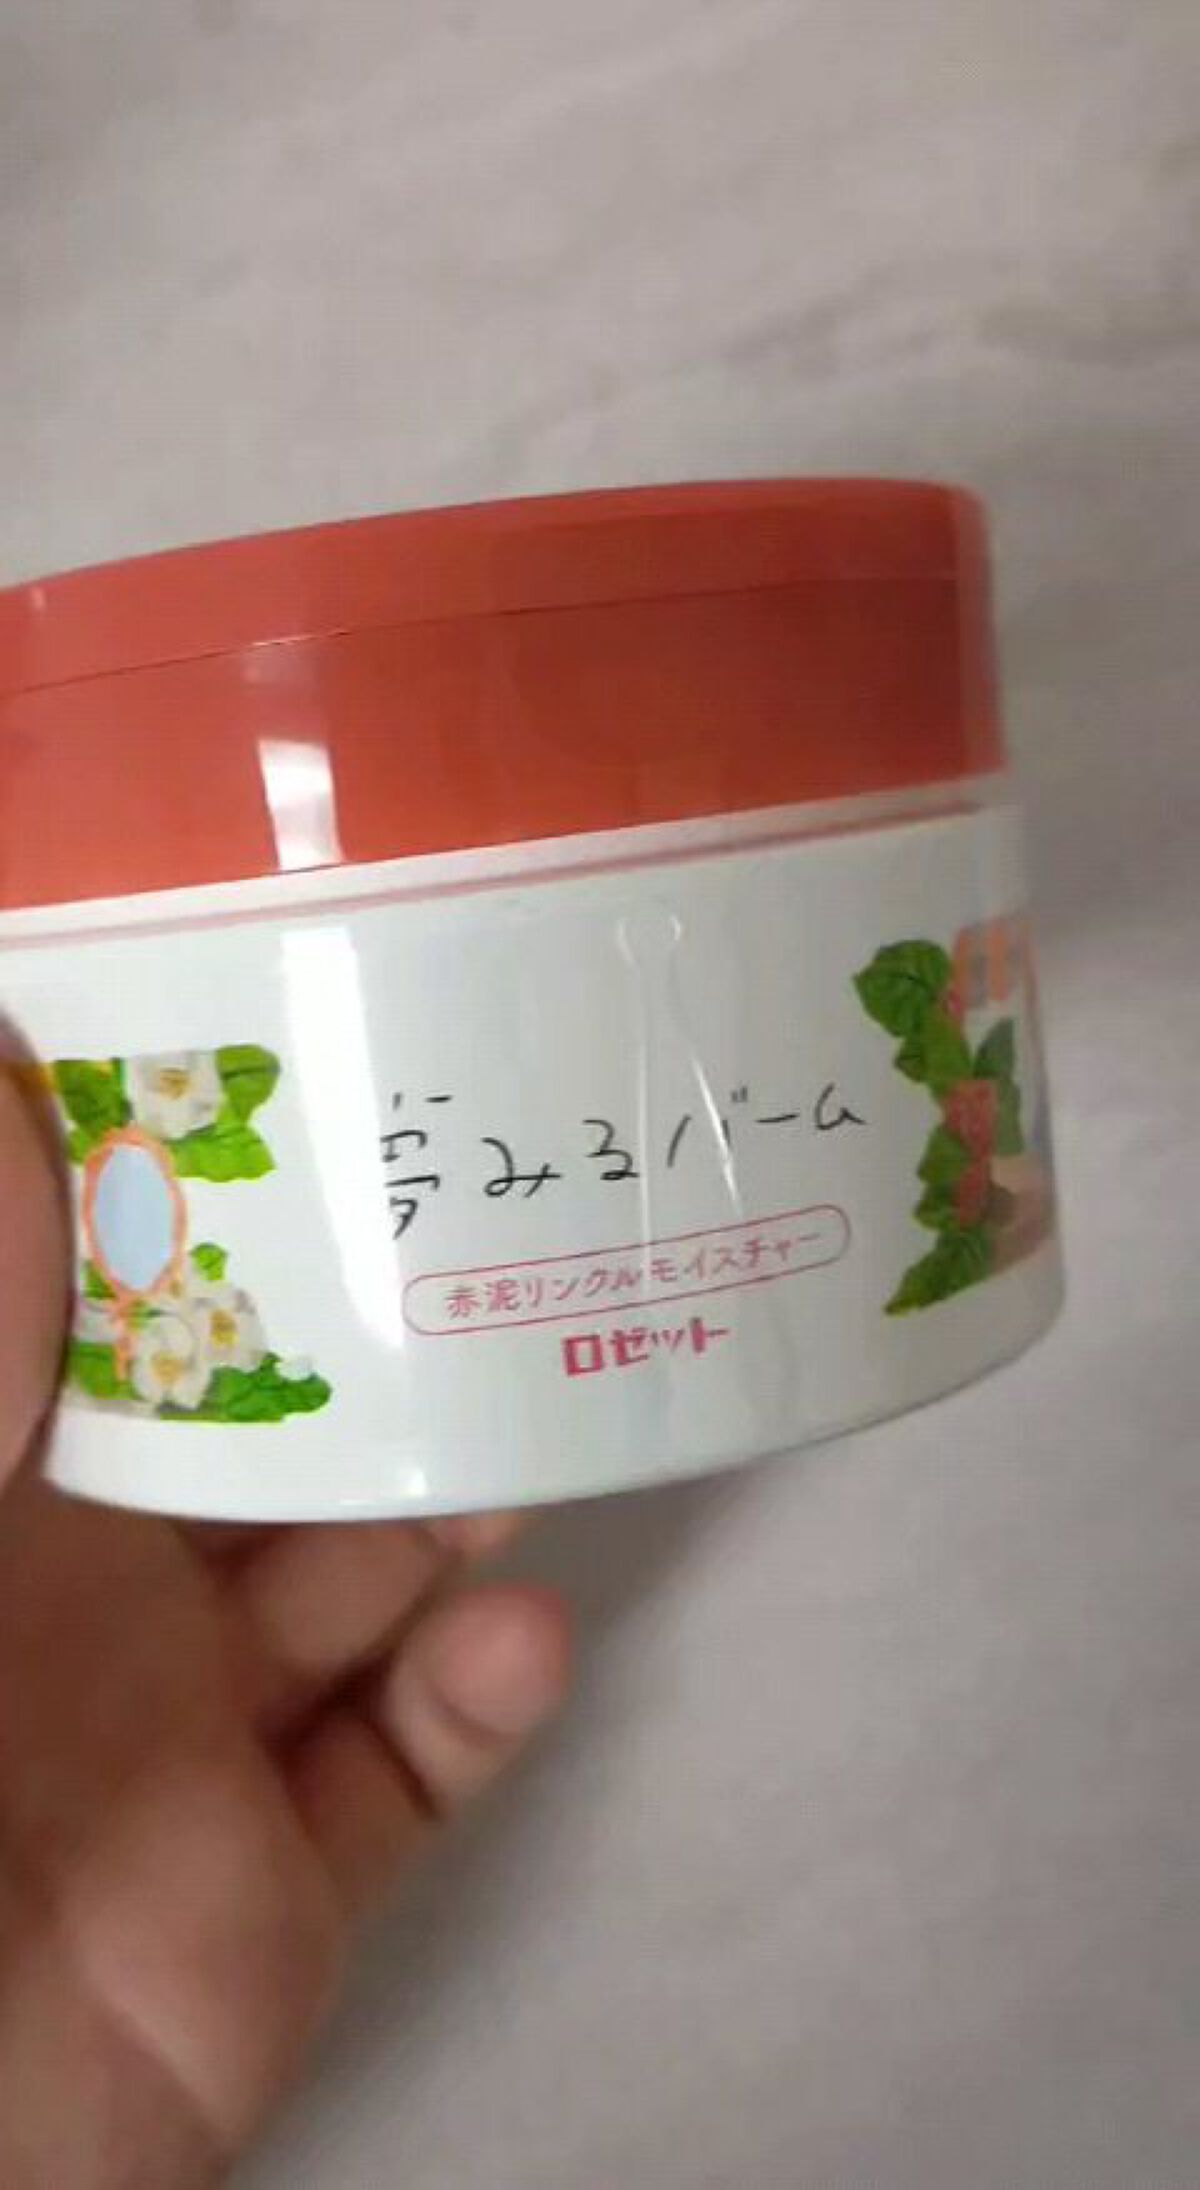 夢みるバーム
赤泥リンクルモイスチャー
ロゼット